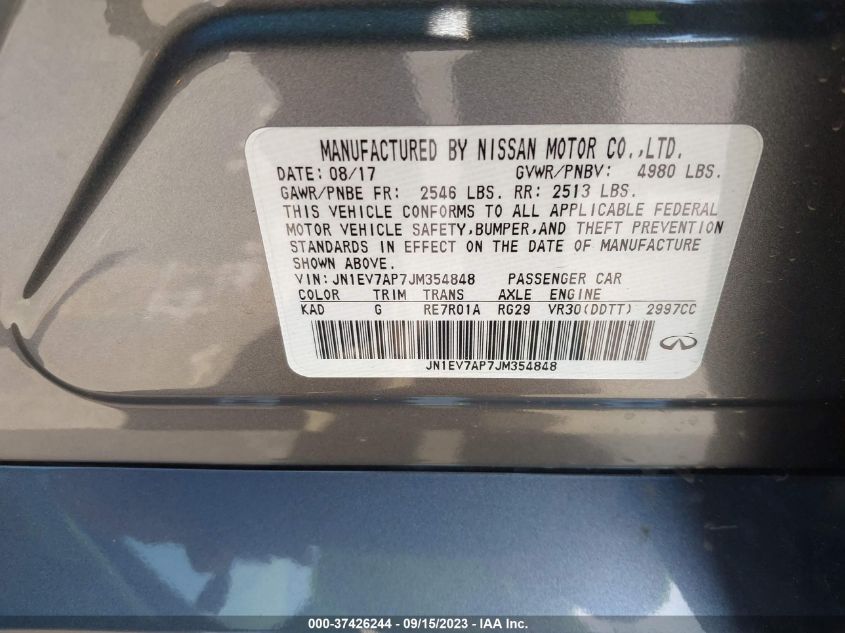 MANUFACTURED BY NISSAN MOTOR CO.,LTD.
DATE: 08/17 GVWR/PNBV: 4980 LBS.
GAWR/PNBE FR: 2546 LBS. RR: 2513 LBS.
THIS VEHICLE CONFORMS TO ALL APPLICABLE FEDERAL
MOTOR VEHICLE SAFETY,BUMPER,AND THEFT PREVENTION
STANDARDS IN EFFECT ON THE DATE OF MANUFACTURE
SHOWN ABOVE.
VIN: JN1EV7AP7JM354848 PASSENGER CAR
COLOR TRIM TRANS AXLE ENGINE
KAD G RE7R01A RG29 VR30(DDTT) 2997CC
JN1EV7AP7JM354848
000-37426244 - 09/15/2023 - IAA Inc.